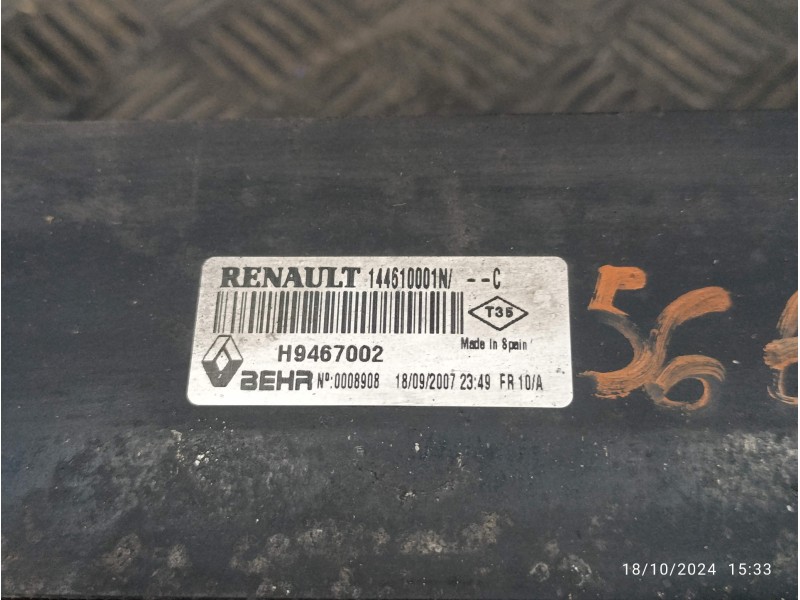 RENAULT 144610001N/ --C
T35
Made In Spain
H9467002
BEHR Nº:0008908 18/09/2007 23:49 FR 10/A
56
18/10/2024 15:33